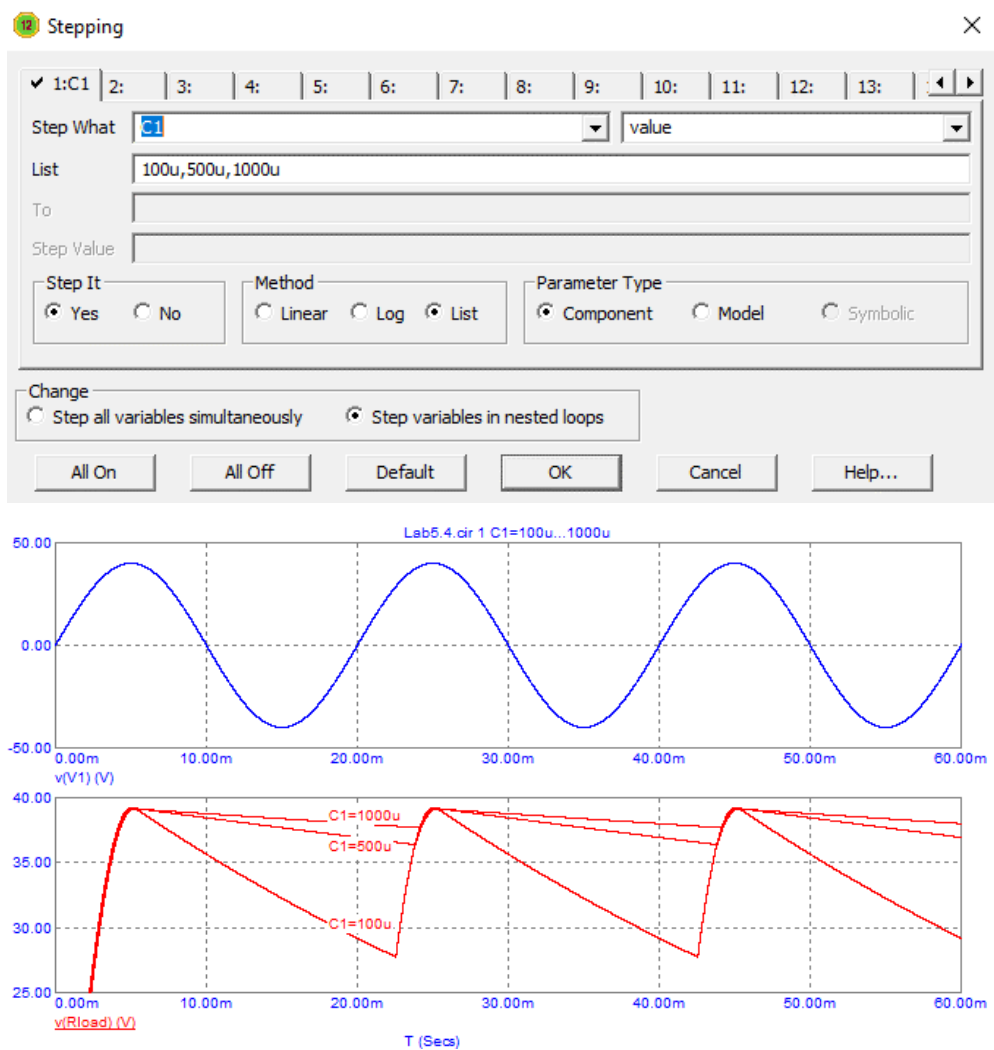 12 Stepping
1:C1 2: 3: 4: 5: 6: 7: 8: 9: 10: 11: 12: 13:
Step What C1 value
List 100u,500u,1000u
To
Step Value
Step It Method Parameter Type
Yes No Linear Log List Component Model Symbolic
Change
Step all variables simultaneously Step variables in nested loops
All On All Off Default OK Cancel Help...
Lab5.4.cir 1 C1=100u...1000u
50.00
0.00
-50.00
0.00m 10.00m 20.00m 30.00m 40.00m 50.00m 60.00m
v(V1) (V)
40.00
C1=1000u
C1=500u
35.00
C1=100u
30.00
25.00
0.00m 10.00m 20.00m 30.00m 40.00m 50.00m 60.00m
v(Rload) (V)
T (Secs)